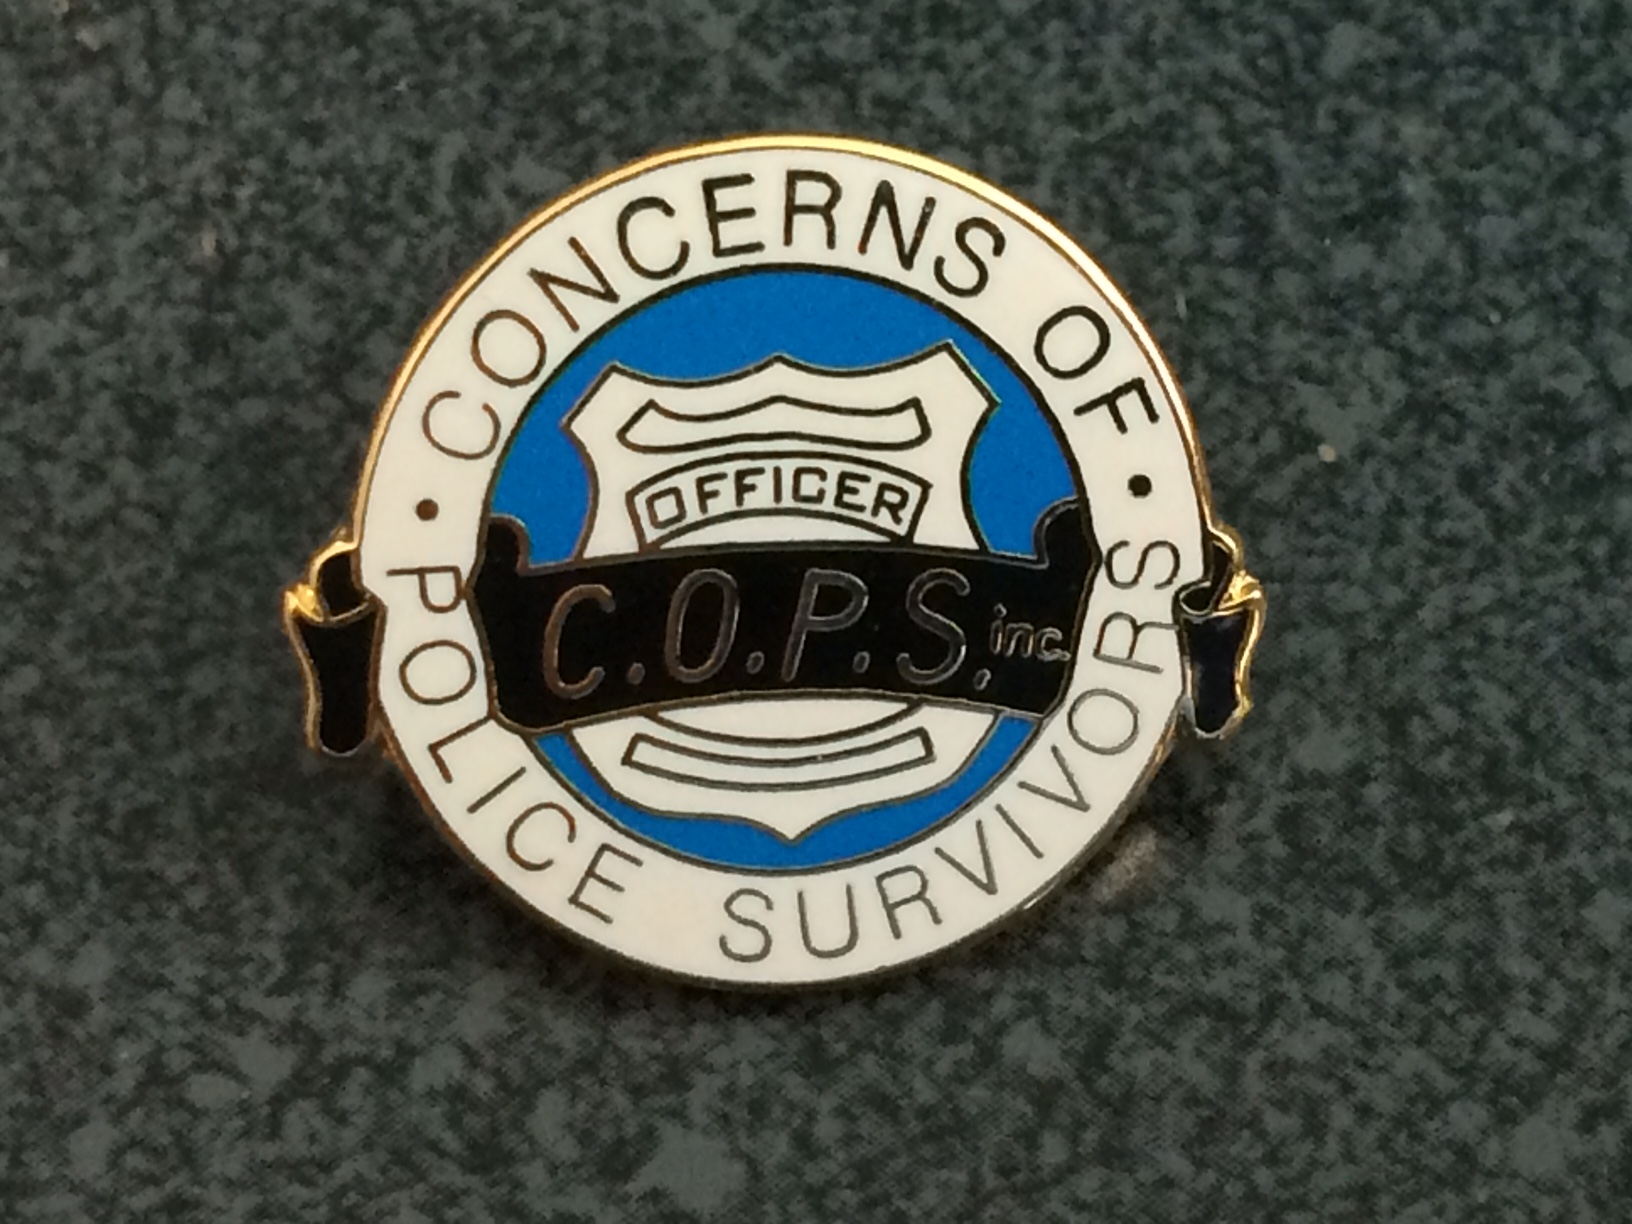 CONCERNS OF
OFFICER
C.O.P.S., inc.
• POLICE SURVIVORS •